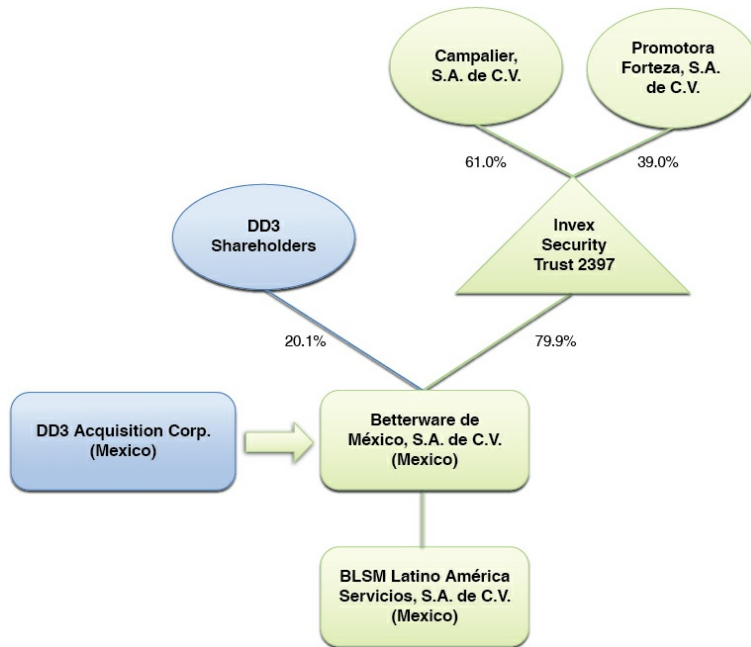 Campalier,
S.A. de C.V.
Promotora
Forteza, S.A.
de C.V.
61.0%
39.0%
DD3
Shareholders
Invex
Security
Trust 2397
20.1%
79.9%
DD3 Acquisition Corp.
(Mexico)
Betterware de
México, S.A. de C.V.
(Mexico)
BLSM Latino América
Servicios, S.A. de C.V.
(Mexico)